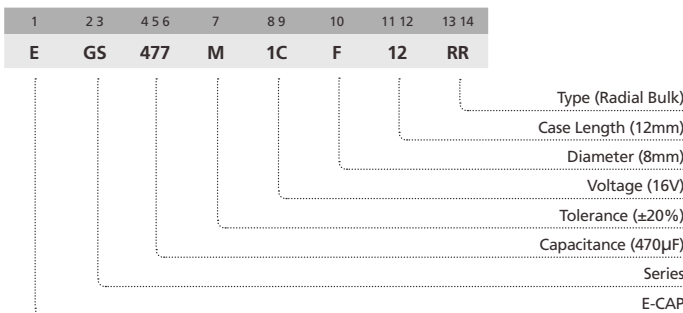 1 2 3 4 5 6 7 8 9 10 11 12 13 14
E GS 477 M 1C F 12 RR
Type (Radial Bulk)
Case Length (12mm)
Diameter (8mm)
Voltage (16V)
Tolerance (±20%)
Capacitance (470µF)
Series
E-CAP